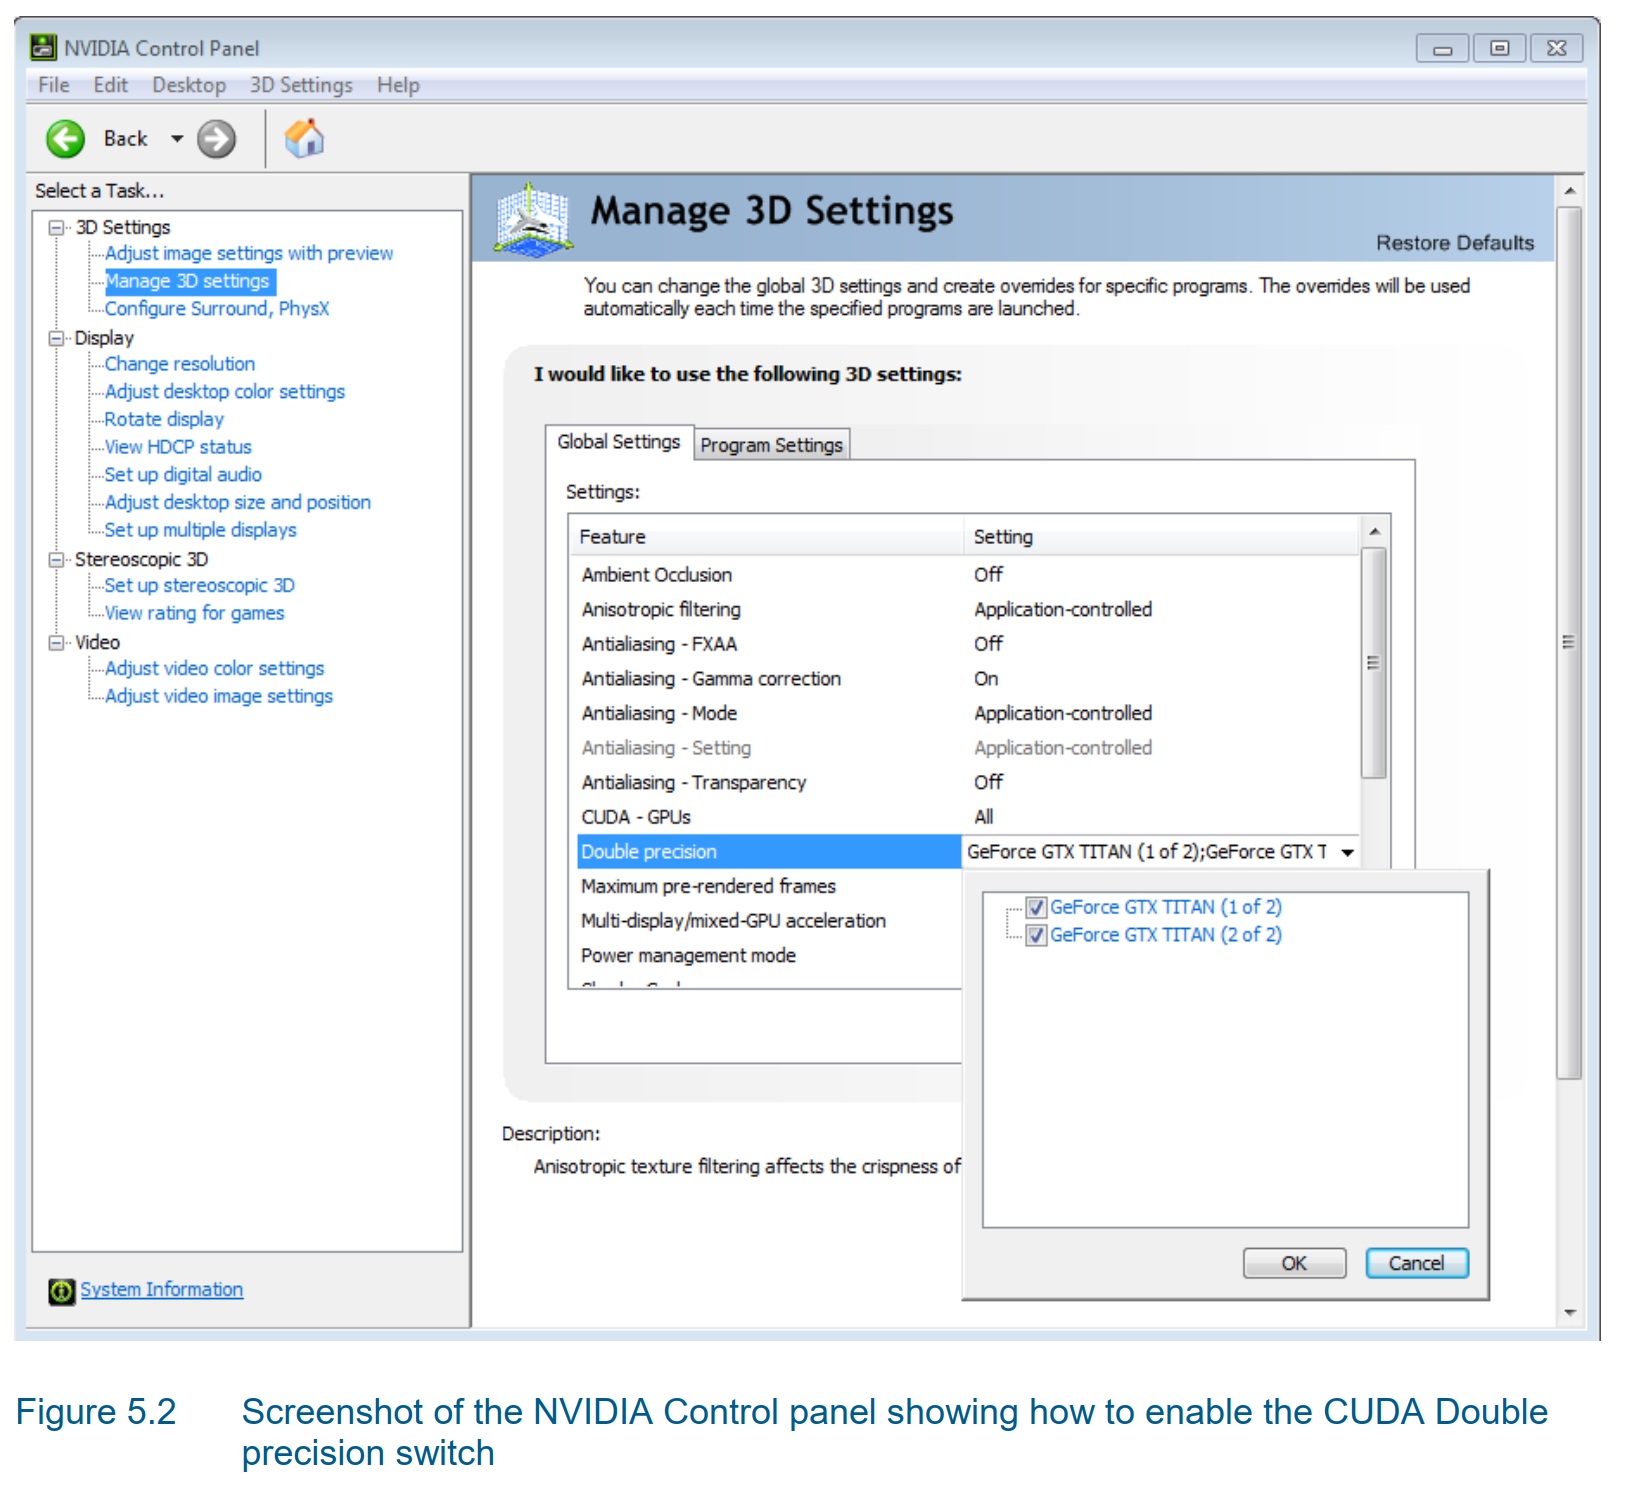 NVIDIA Control Panel
File Edit Desktop 3D Settings Help
Back
Select a Task...
3D Settings
Adjust image settings with preview
Manage 3D settings
Configure Surround, PhysX
Display
Change resolution
Adjust desktop color settings
Rotate display
View HDCP status
Set up digital audio
Adjust desktop size and position
Set up multiple displays
Stereoscopic 3D
Set up stereoscopic 3D
View rating for games
Video
Adjust video color settings
Adjust video image settings
System Information
Manage 3D Settings
Restore Defaults
You can change the global 3D settings and create overrides for specific programs. The overrides will be used
automatically each time the specified programs are launched.
I would like to use the following 3D settings:
Global Settings Program Settings
Settings:
Feature Setting
Ambient Occlusion Off
Anisotropic filtering Application-controlled
Antialiasing - FXAA Off
Antialiasing - Gamma correction On
Antialiasing - Mode Application-controlled
Antialiasing - Setting Application-controlled
Antialiasing - Transparency Off
CUDA - GPUs All
Double precision GeForce GTX TITAN (1 of 2);GeForce GTX T
Maximum pre-rendered frames
Multi-display/mixed-GPU acceleration
Power management mode
GeForce GTX TITAN (1 of 2)
GeForce GTX TITAN (2 of 2)
OK Cancel
Description:
Anisotropic texture filtering affects the crispness of
Figure 5.2 Screenshot of the NVIDIA Control panel showing how to enable the CUDA Double
precision switch